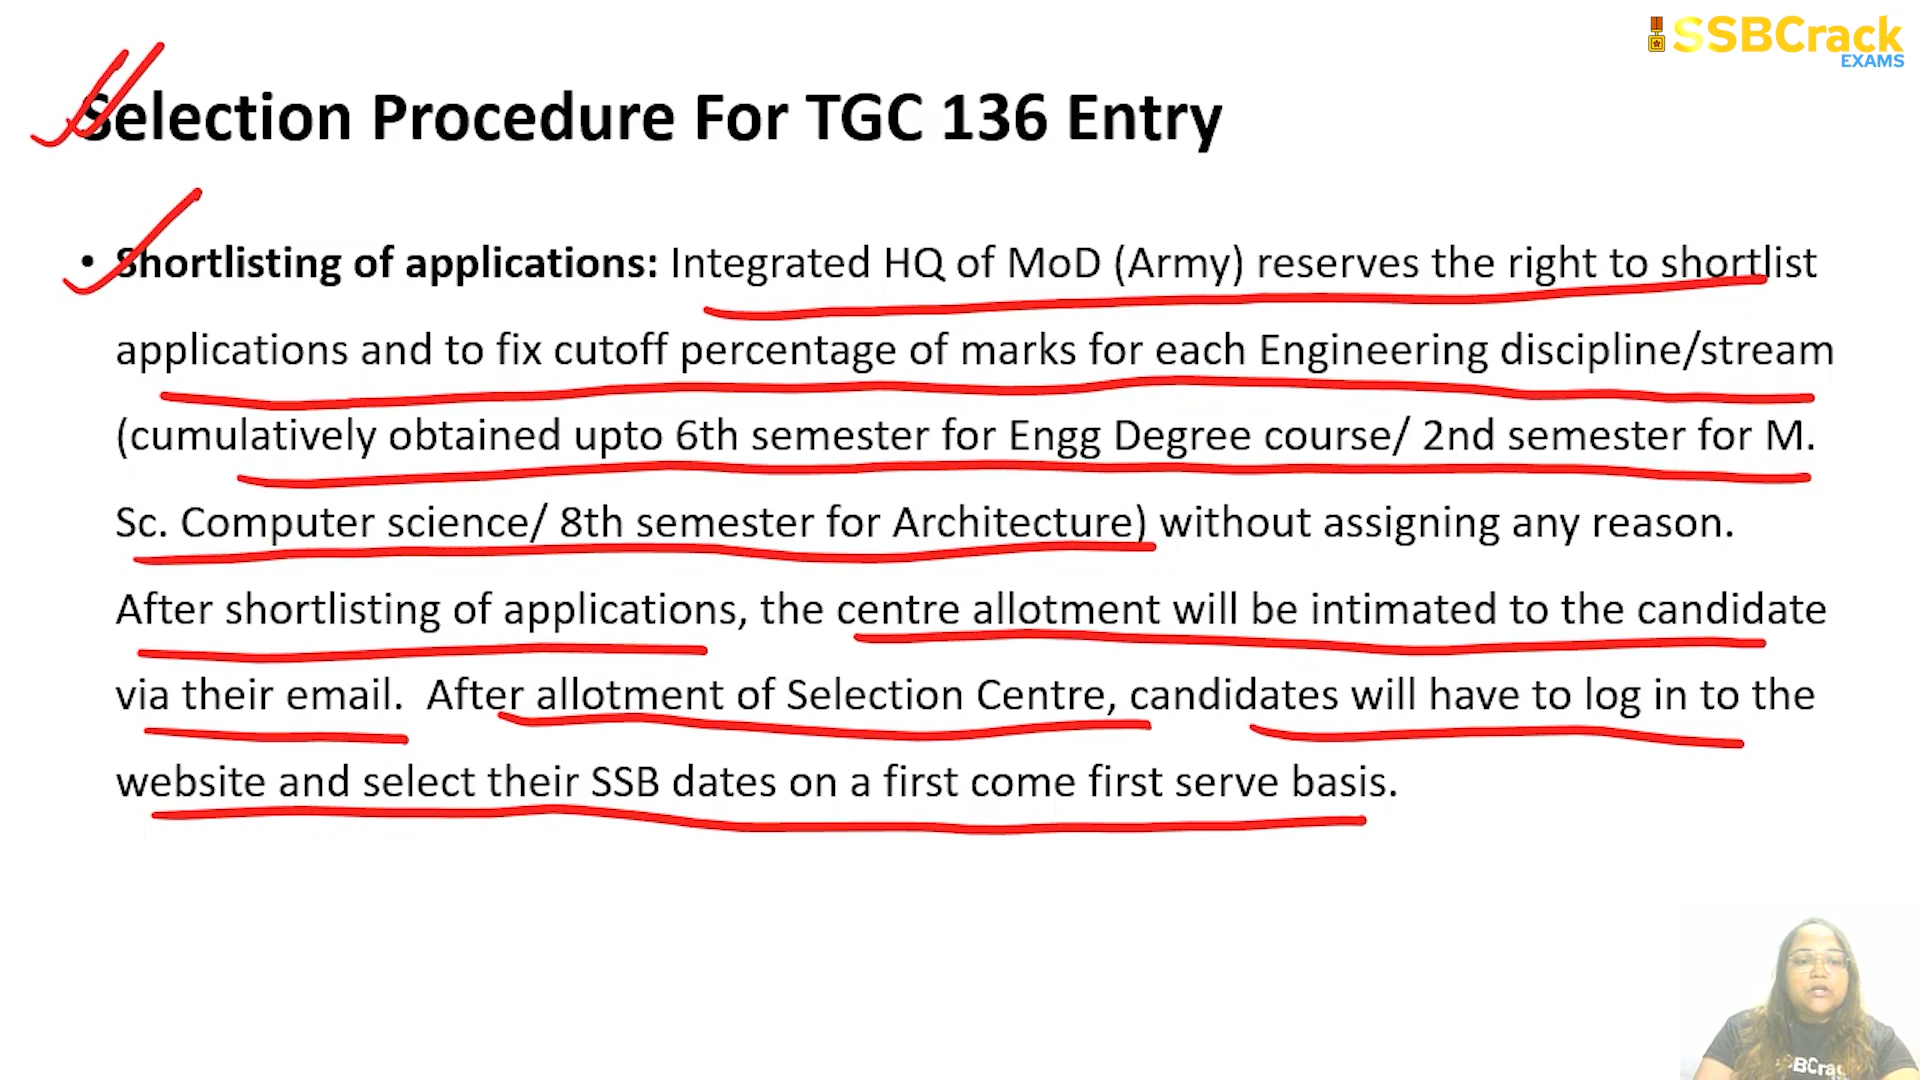 SSBCrack
EXAMS
Selection Procedure For TGC 136 Entry
• Shortlisting of applications: Integrated HQ of MoD (Army) reserves the right to shortlist
applications and to fix cutoff percentage of marks for each Engineering discipline/stream
(cumulatively obtained upto 6th semester for Engg Degree course/ 2nd semester for M.
Sc. Computer science/ 8th semester for Architecture) without assigning any reason.
After shortlisting of applications, the centre allotment will be intimated to the candidate
via their email.  After allotment of Selection Centre, candidates will have to log in to the
website and select their SSB dates on a first come first serve basis.